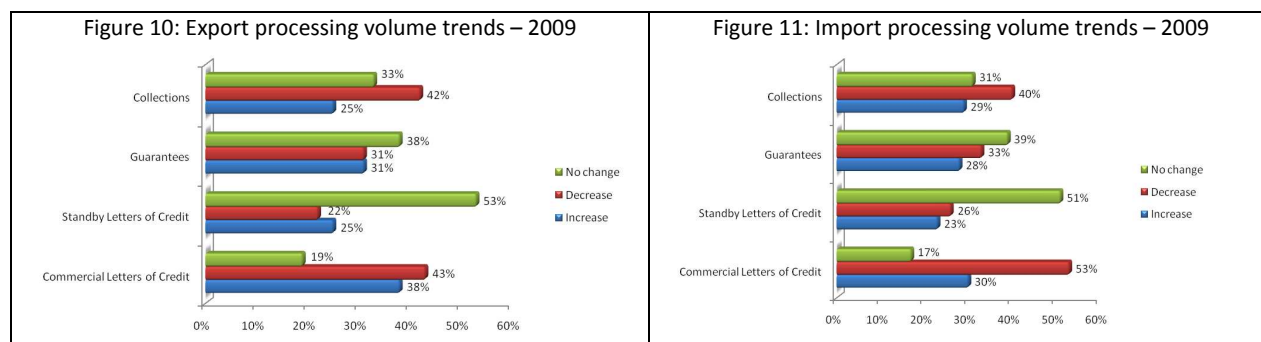 Figure 10: Export processing volume trends – 2009
Collections
33%
42%
25%
Guarantees
38%
31%
31%
Standby Letters of Credit
53%
22%
25%
Commercial Letters of Credit
19%
43%
38%
No change
Decrease
Increase
0% 10% 20% 30% 40% 50% 60%
Figure 11: Import processing volume trends – 2009
Collections
31%
40%
29%
Guarantees
39%
33%
28%
Standby Letters of Credit
51%
26%
23%
Commercial Letters of Credit
17%
53%
30%
No change
Decrease
Increase
0% 10% 20% 30% 40% 50% 60%